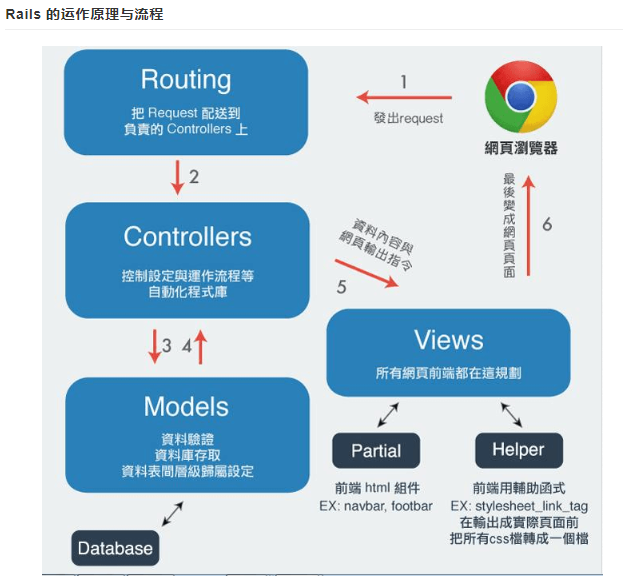 Rails 的运作原理与流程
Routing
把 Request 配送到
負責的 Controllers 上
1
發出request
網頁瀏覽器
2
Controllers
控制設定與運作流程等
自動化程式庫
資料內容與
網頁輸出指令
5
最後變成網頁頁面
6
3 4
Views
所有網頁前端都在這規劃
Models
資料驗證
資料庫存取
資料表間層級歸屬設定
Partial
前端 html 組件
EX: navbar, footbar
Helper
前端用輔助函式
EX: stylesheet_link_tag
在輸出成實際頁面前
把所有css檔轉成一個檔
Database